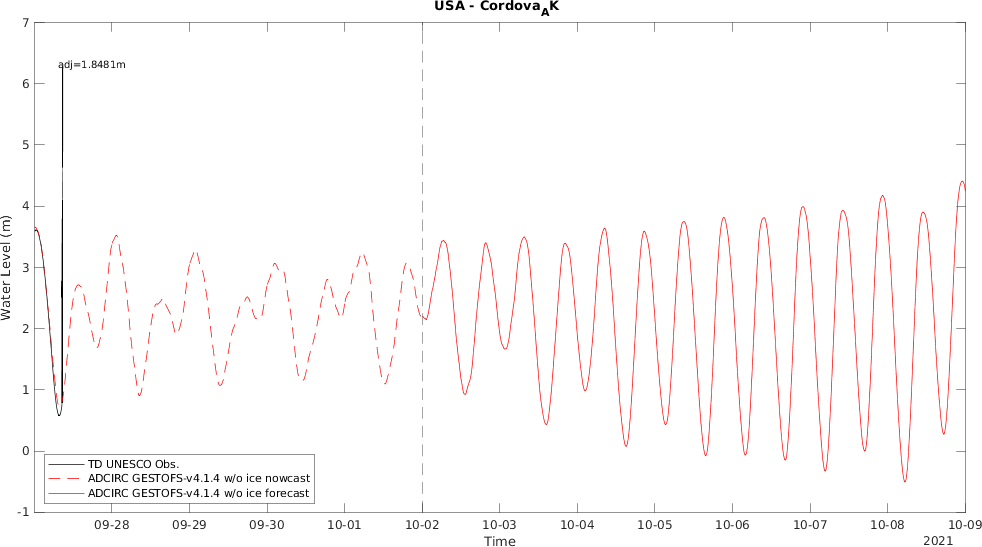 USA - Cordova_AK
7
adj=1.8481m
6
5
4
3
2
1
0
-1
Water Level (m)
TD UNESCO Obs.
ADCIRC GESTOFS-v4.1.4 w/o ice nowcast
ADCIRC GESTOFS-v4.1.4 w/o ice forecast
09-28 09-29 09-30 10-01 10-02 10-03 10-04 10-05 10-06 10-07 10-08 10-09
Time
2021